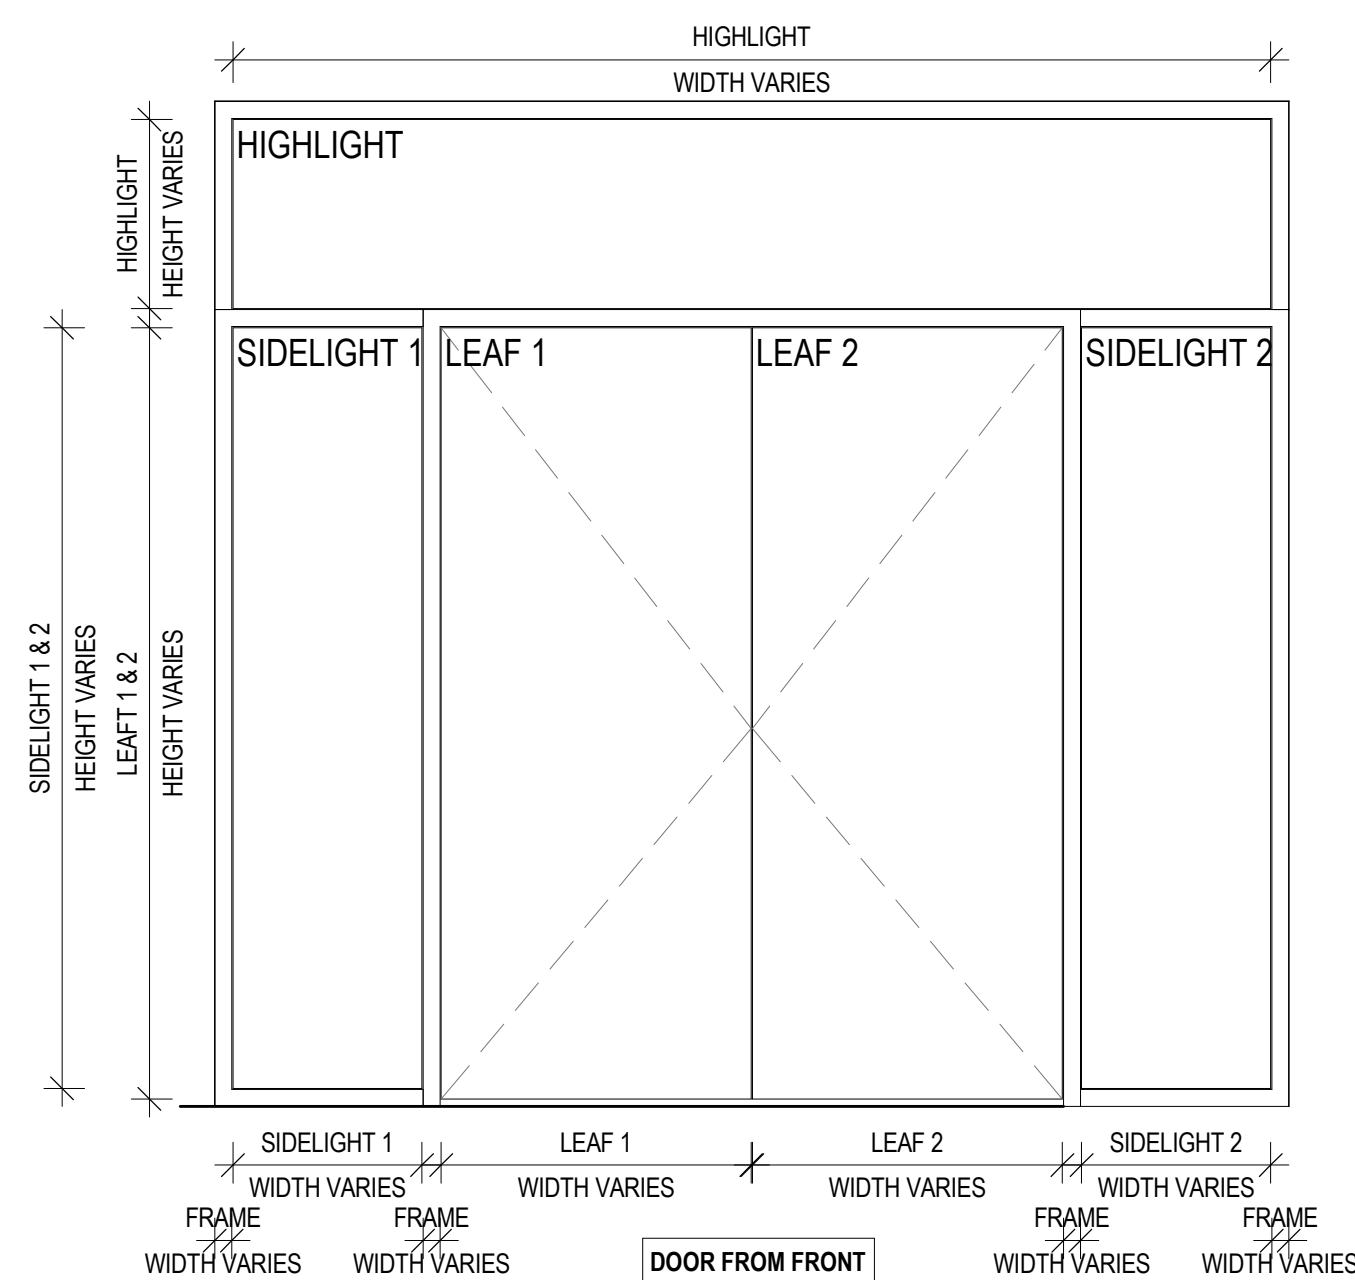 HIGHLIGHT
WIDTH VARIES
HIGHLIGHT
HEIGHT VARIES
HIGHLIGHT
SIDELIGHT 1
LEAF 1
LEAF 2
SIDELIGHT 2
SIDELIGHT 1 & 2
HEIGHT VARIES
LEAFT 1 & 2
HEIGHT VARIES
SIDELIGHT 1
LEAF 1
LEAF 2
SIDELIGHT 2
WIDTH VARIES
WIDTH VARIES
WIDTH VARIES
WIDTH VARIES
FRAME
FRAME
FRAME
FRAME
WIDTH VARIES
WIDTH VARIES
DOOR FROM FRONT
WIDTH VARIES
WIDTH VARIES